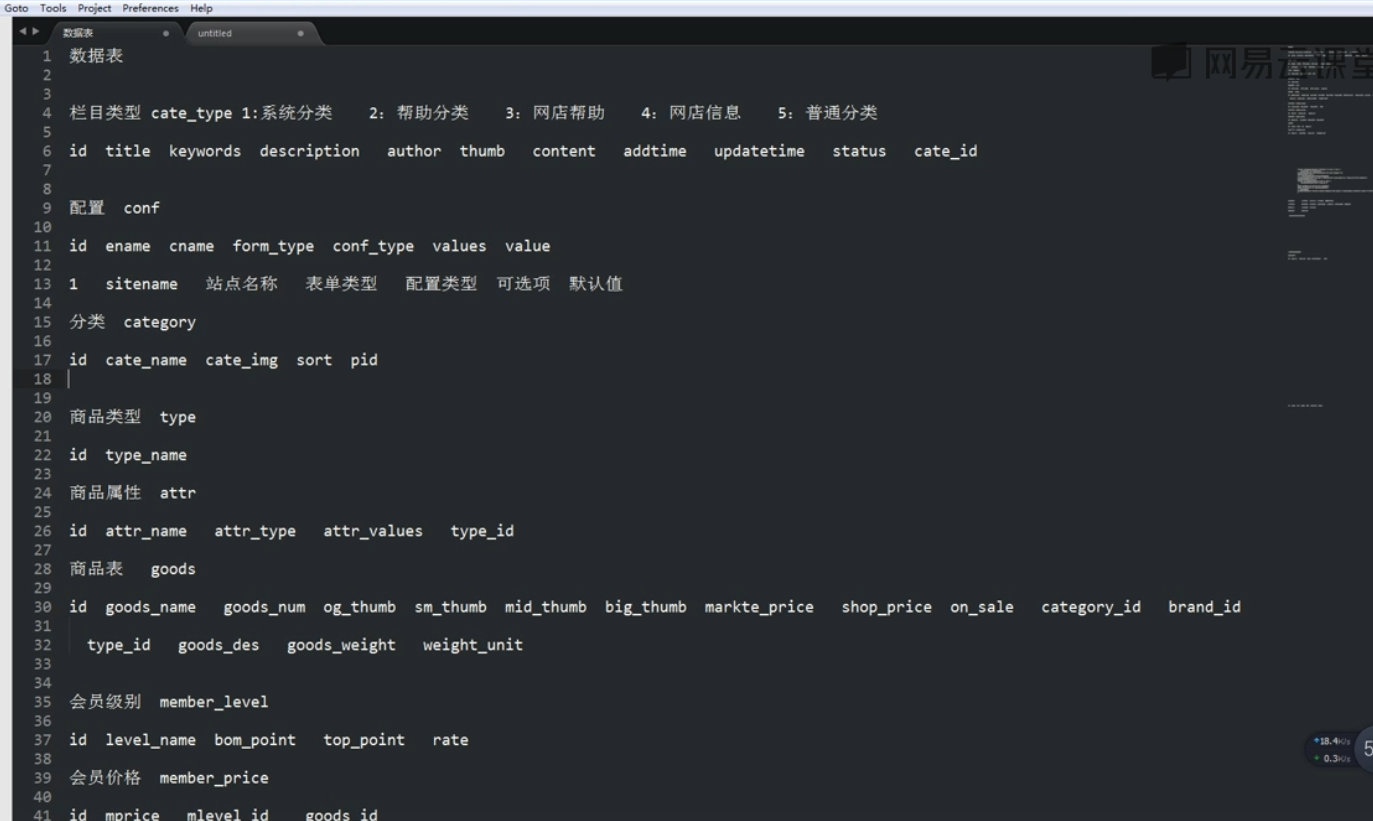 Goto Tools Project Preferences Help
数据表 untitled
1 数据表
2
3
4 栏目类型 cate_type 1:系统分类 2: 帮助分类 3: 网店帮助 4: 网店信息 5: 普通分类
5
6 id title keywords description author thumb content addtime updatetime status cate_id
7
8
9 配置 conf
10
11 id ename cname form_type conf_type values value
12
13 1 sitename 站点名称 表单类型 配置类型 可选项 默认值
14
15 分类 category
16
17 id cate_name cate_img sort pid
18
19
20 商品类型 type
21
22 id type_name
23
24 商品属性 attr
25
26 id attr_name attr_type attr_values type_id
27
28 商品表 goods
29
30 id goods_name goods_num og_thumb sm_thumb mid_thumb big_thumb markte_price shop_price on_sale category_id brand_id
31
32 type_id goods_des goods_weight weight_unit
33
34
35 会员级别 member_level
36
37 id level_name bom_point top_point rate
38
39 会员价格 member_price
40
41 id mprice mlevel_id goods_id
网易云课堂
18.4K/s
0.3K/s
5